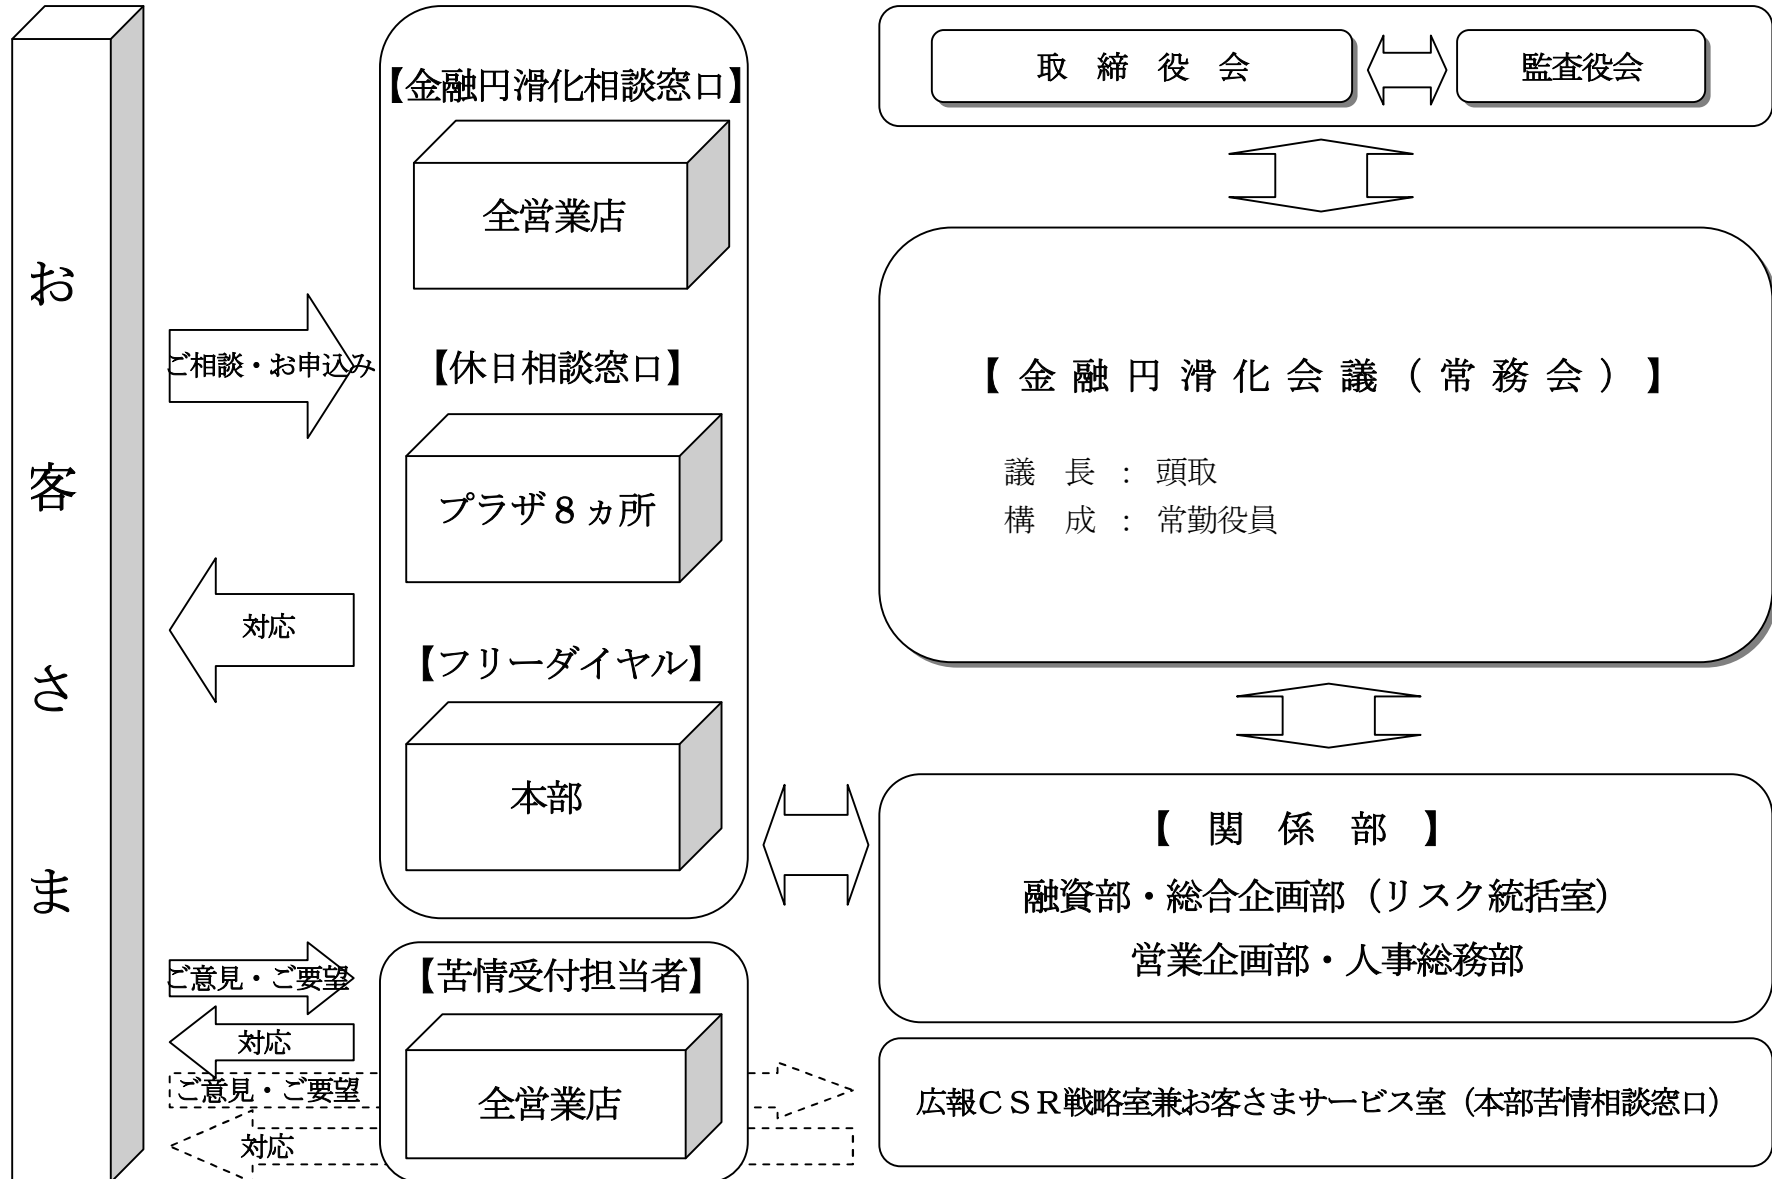 お客さま
ご相談・お申込み
対応
ご意見・ご要望
対応
ご意見・ご要望
対応
【金融円滑化相談窓口】
全営業店
【休日相談窓口】
プラザ8ヵ所
【フリーダイヤル】
本部
【苦情受付担当者】
全営業店
取 締 役 会
監査役会
【 金 融 円 滑 化 会 議 ( 常 務 会 ) 】
議 長 : 頭取
構 成 : 常勤役員
【 関 係 部 】
融資部・総合企画部(リスク統括室)
営業企画部・人事総務部
広報CSR戦略室兼お客さまサービス室(本部苦情相談窓口)